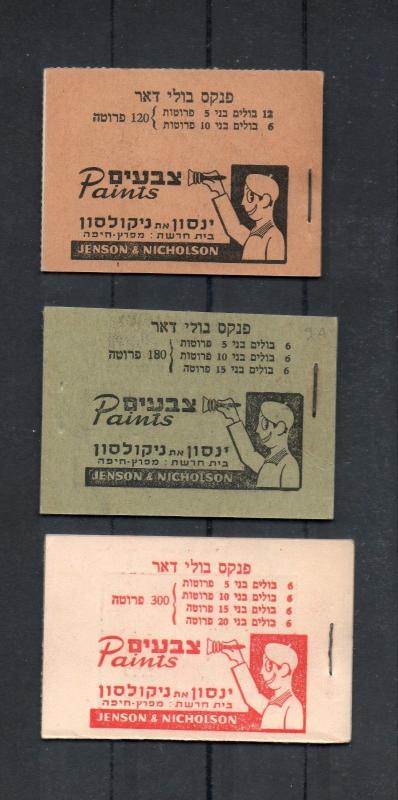 פנקס בולי דאר
12 בולים בני 5 פרוטות
6 בולים בני 10 פרוטות
} 120 פרוטה
צבעים
Paints
ינסון את ניקולסון
בית חרשת: מפרץ-חיפה
JENSON & NICHOLSON
פנקס בולי דאר
6 בולים בני 5 פרוטות
6 בולים בני 10 פרוטות
6 בולים בני 15 פרוטה
} 180 פרוטה
צבעים
Paints
ינסון את ניקולסון
בית חרשת: מפרץ-חיפה
JENSON & NICHOLSON
פנקס בולי דאר
6 בולים בני 5 פרוטות
6 בולים בני 10 פרוטות
6 בולים בני 15 פרוטה
6 בולים בני 20 פרוטה
} 300 פרוטה
צבעים
Paints
ינסון את ניקולסון
בית חרשת: מפרץ-חיפה
JENSON & NICHOLSON